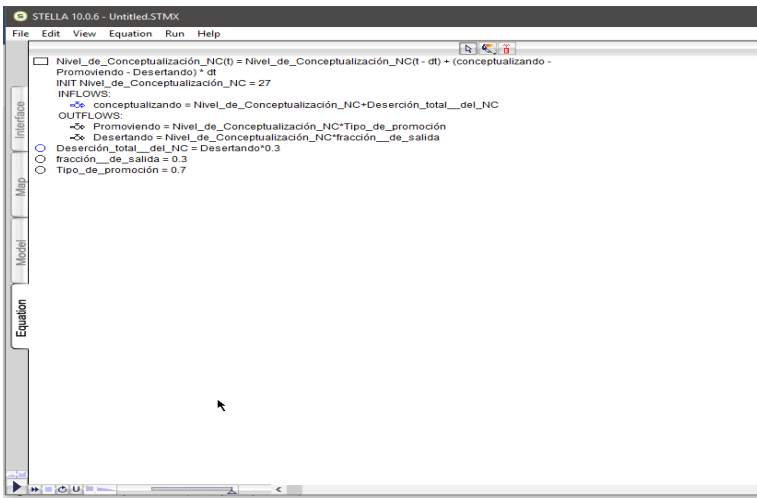 STELLA 10.0.6 - Untitled.STMX
File Edit View Equation Run Help
Nivel_de_Conceptualización_NC(t) = Nivel_de_Conceptualización_NC(t - dt) + (conceptualizando -
Promoviendo - Desertando) * dt
INIT Nivel_de_Conceptualización_NC = 27
INFLOWS:
conceptualizando = Nivel_de_Conceptualización_NC+Deserción_total__del_NC
OUTFLOWS:
Promoviendo = Nivel_de_Conceptualización_NC*Tipo_de_promoción
Desertando = Nivel_de_Conceptualización_NC*fracción__de_salida
Deserción_total__del_NC = Desertando*0.3
fracción__de_salida = 0.3
Tipo_de_promoción = 0.7
Interface
Map
Model
Equation